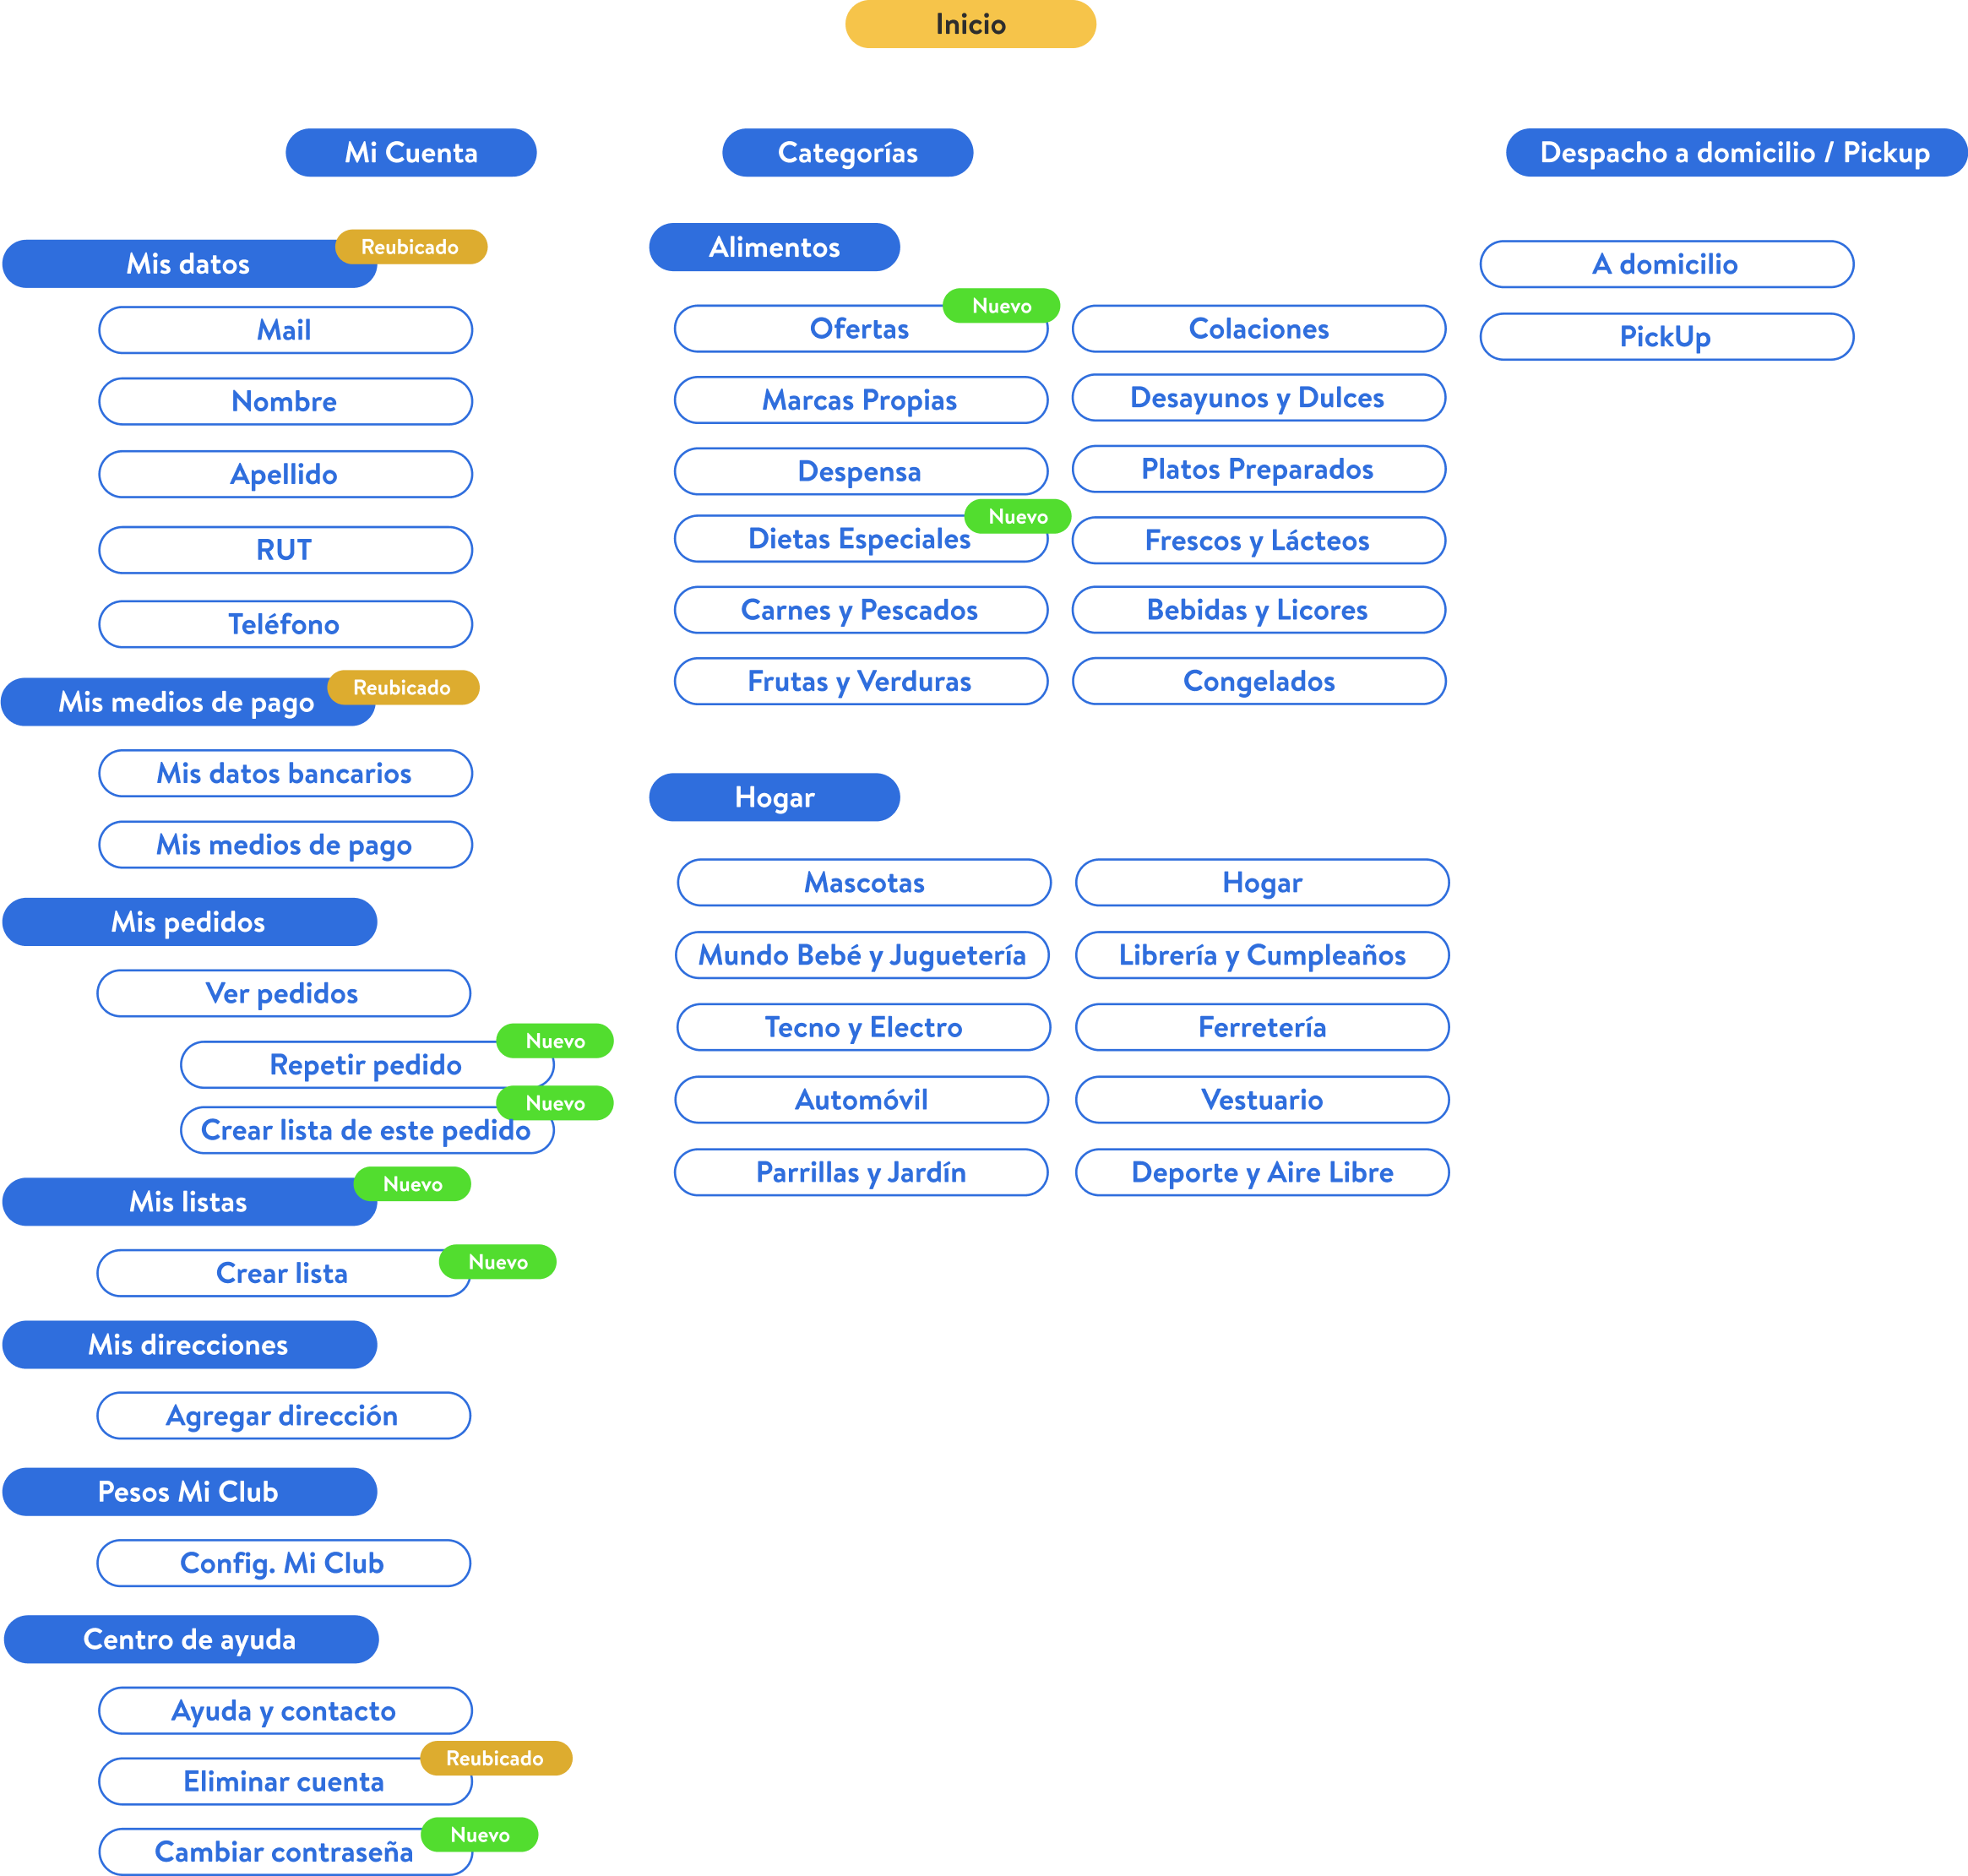 Inicio
Mi Cuenta
Mis datos
Reubicado
Mail
Nombre
Apellido
RUT
Teléfono
Mis medios de pago
Reubicado
Mis datos bancarios
Mis medios de pago
Mis pedidos
Ver pedidos
Repetir pedido
Nuevo
Crear lista de este pedido
Nuevo
Mis listas
Nuevo
Crear lista
Nuevo
Mis direcciones
Agregar dirección
Pesos Mi Club
Config. Mi Club
Centro de ayuda
Ayuda y contacto
Eliminar cuenta
Reubicado
Cambiar contraseña
Nuevo
Categorías
Alimentos
Ofertas
Nuevo
Marcas Propias
Despensa
Dietas Especiales
Nuevo
Carnes y Pescados
Frutas y Verduras
Colaciones
Desayunos y Dulces
Platos Preparados
Frescos y Lácteos
Bebidas y Licores
Congelados
Hogar
Mascotas
Mundo Bebé y Juguetería
Tecno y Electro
Automóvil
Parrillas y Jardín
Hogar
Librería y Cumpleaños
Ferretería
Vestuario
Deporte y Aire Libre
Despacho a domicilio / Pickup
A domicilio
PickUp